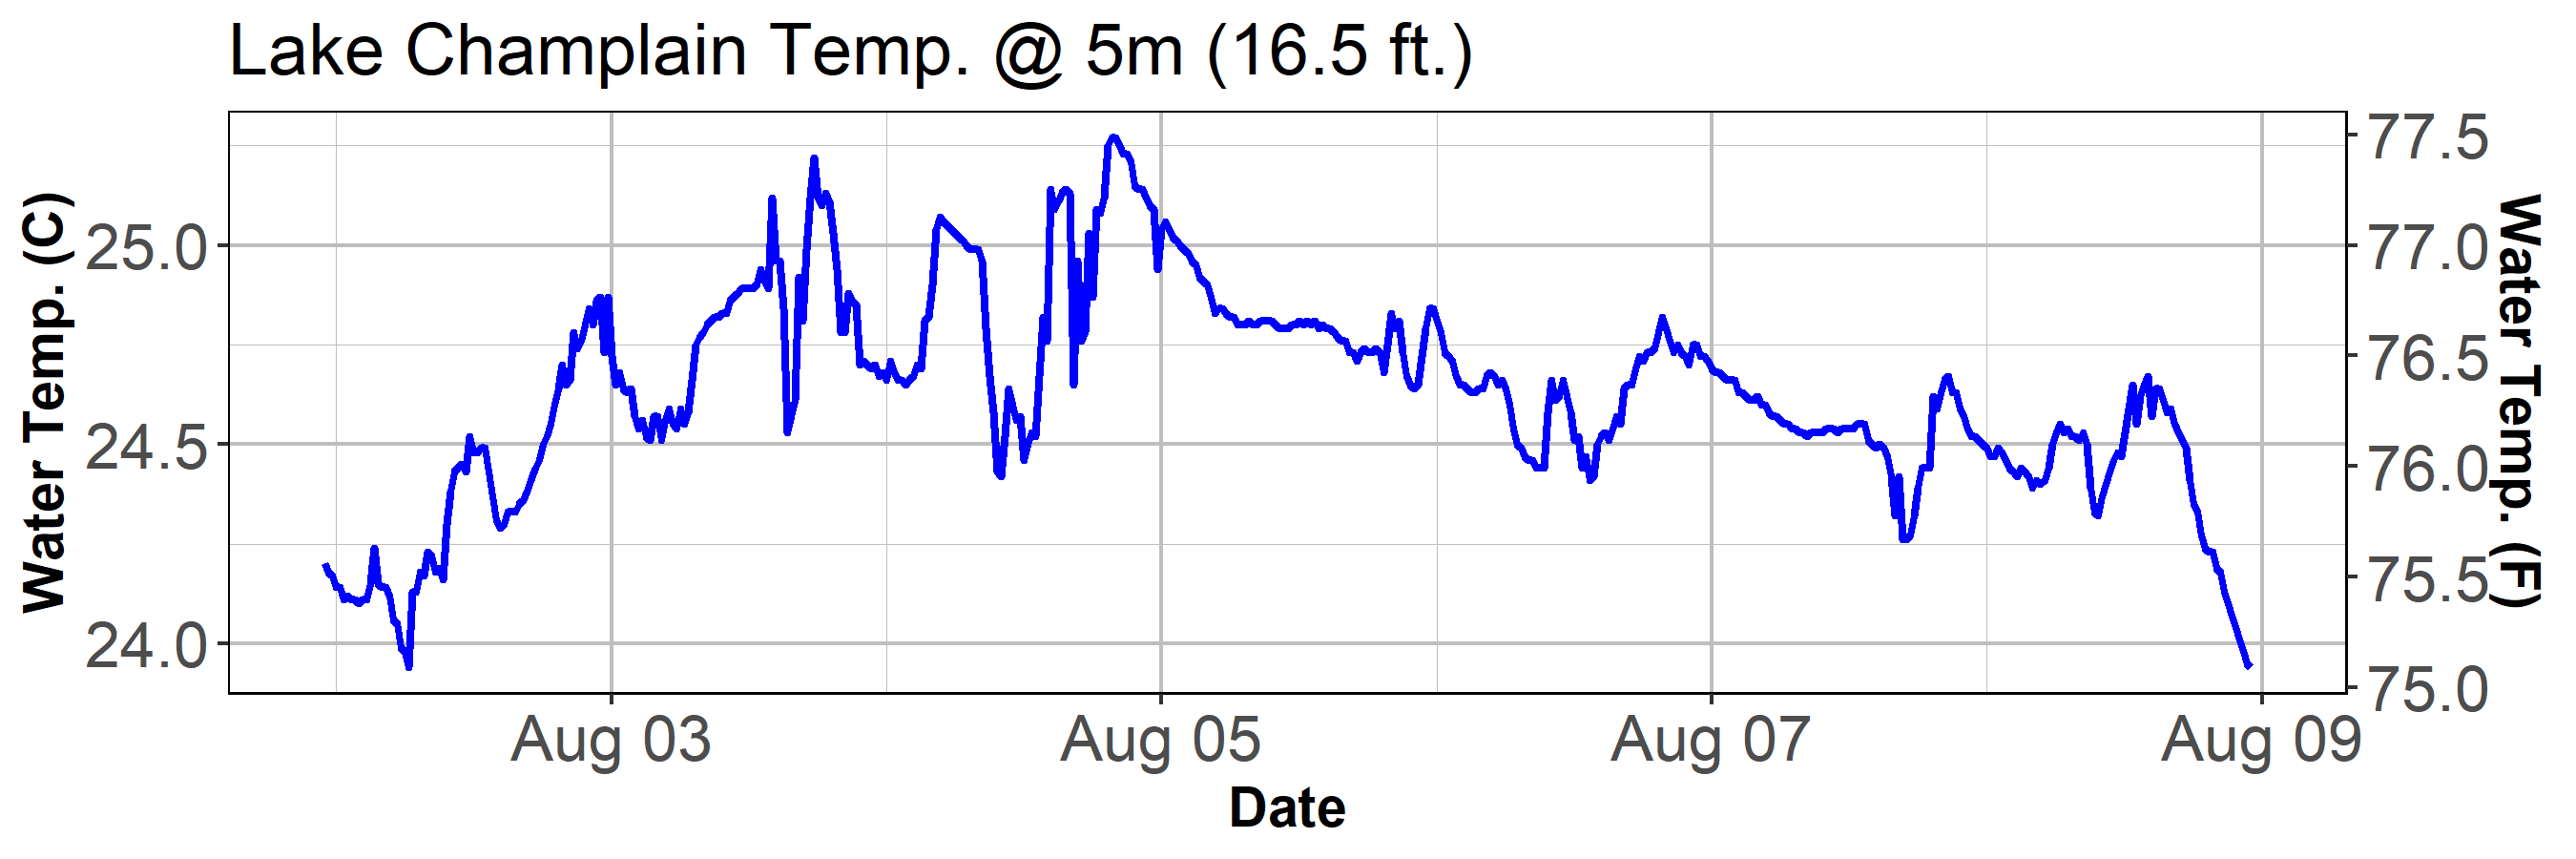 Lake Champlain Temp. @ 5m (16.5 ft.)
Water Temp. (C)
25.0
24.5
24.0
77.5
77.0
76.5
76.0
75.5
75.0
Water Temp. (F)
Aug 03
Aug 05
Aug 07
Aug 09
Date